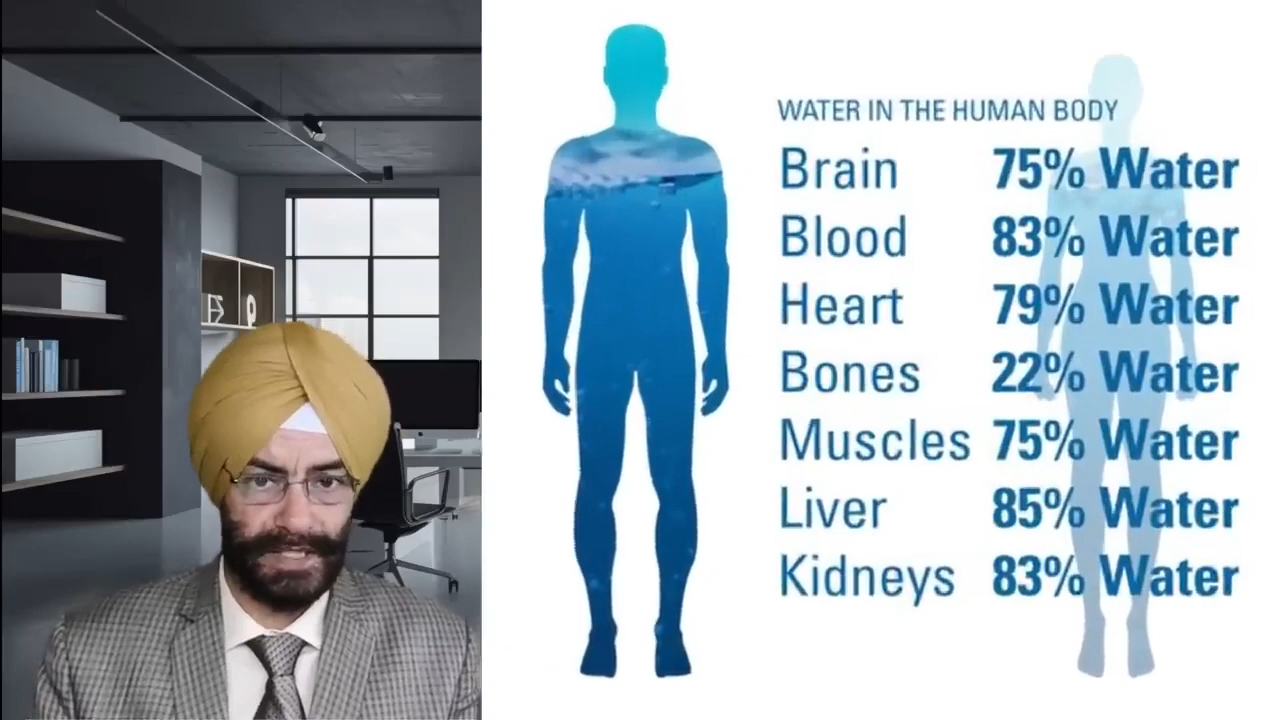 WATER IN THE HUMAN BODY
Brain 75% Water
Blood 83% Water
Heart 79% Water
Bones 22% Water
Muscles 75% Water
Liver 85% Water
Kidneys 83% Water